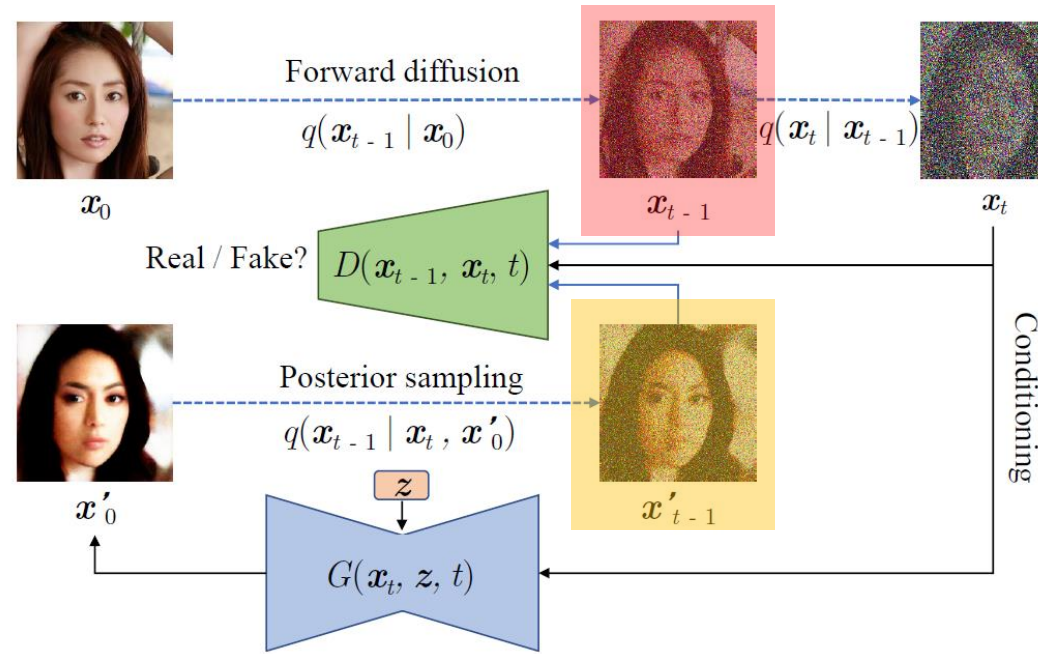 Forward diffusion
q(x_{t - 1} | x_0)
q(x_t | x_{t - 1})
x_0
x_{t - 1}
x_t
Real / Fake?
D(x_{t - 1}, x_t, t)
Conditioning
Posterior sampling
q(x_{t - 1} | x_t , x'_0)
x'_0
z
x'_{t - 1}
G(x_t, z, t)